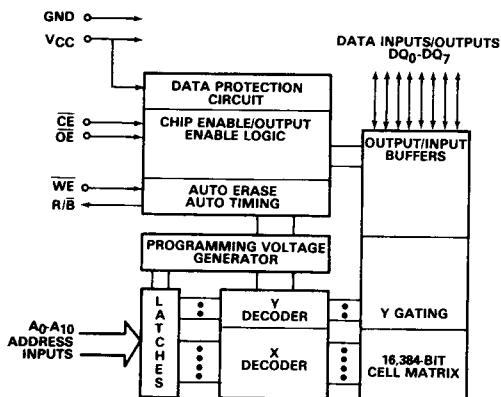 GND
VCC
DATA INPUTS/OUTPUTS
DQ0-DQ7
DATA PROTECTION
CIRCUIT
CE
OE
CHIP ENABLE/OUTPUT
ENABLE LOGIC
OUTPUT/INPUT
BUFFERS
WE
R/B
AUTO ERASE
AUTO TIMING
PROGRAMMING VOLTAGE
GENERATOR
A0-A10
ADDRESS
INPUTS
LATCHES
Y
DECODER
Y GATING
X
DECODER
16,384-BIT
CELL MATRIX